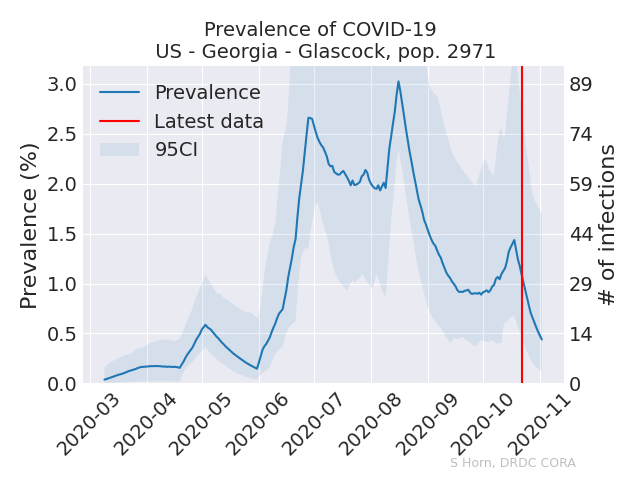 Prevalence of COVID-19
US - Georgia - Glascock, pop. 2971
Prevalence
Latest data
95CI
Prevalence (%)
3.0
2.5
2.0
1.5
1.0
0.5
0.0
89
74
59
44
29
14
0
# of infections
2020-03
2020-04
2020-05
2020-06
2020-07
2020-08
2020-09
2020-10
2020-11
S Horn, DRDC CORA